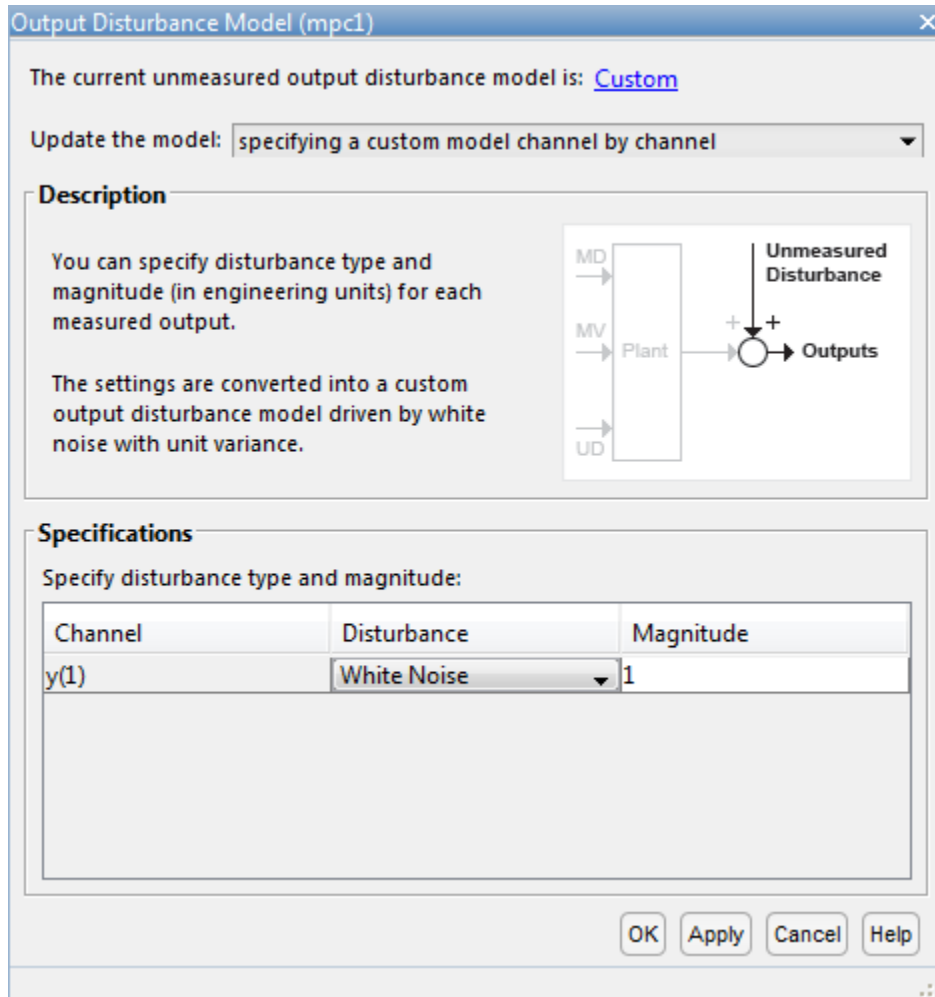 Output Disturbance Model (mpc1)
The current unmeasured output disturbance model is: Custom
Update the model: specifying a custom model channel by channel
Description
You can specify disturbance type and
magnitude (in engineering units) for each
measured output.
The settings are converted into a custom
output disturbance model driven by white
noise with unit variance.
MD
Unmeasured
Disturbance
MV
+ +
Plant
Outputs
UD
Specifications
Specify disturbance type and magnitude:
Channel Disturbance Magnitude
y(1) White Noise 1
OK Apply Cancel Help